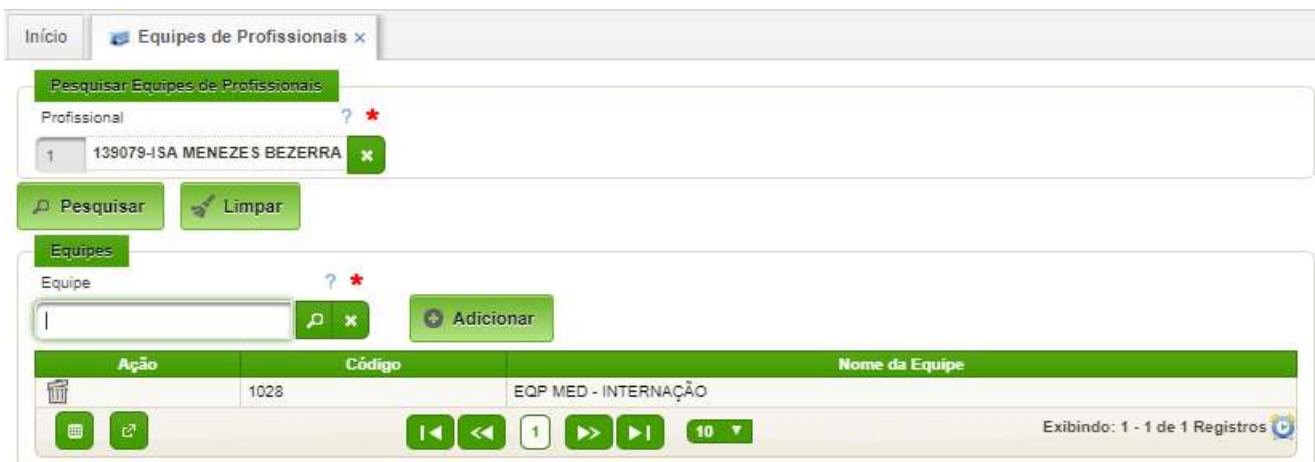 Início Equipes de Profissionais ×
Pesquisar Equipes de Profissionais
Profissional ? *
1 139079-ISA MENEZES BEZERRA
Pesquisar Limpar
Equipes
Equipe ? *
Adicionar
Ação Código Nome da Equipe
1028 EQP MED - INTERNAÇÃO
1 10 Exibindo: 1 - 1 de 1 Registros